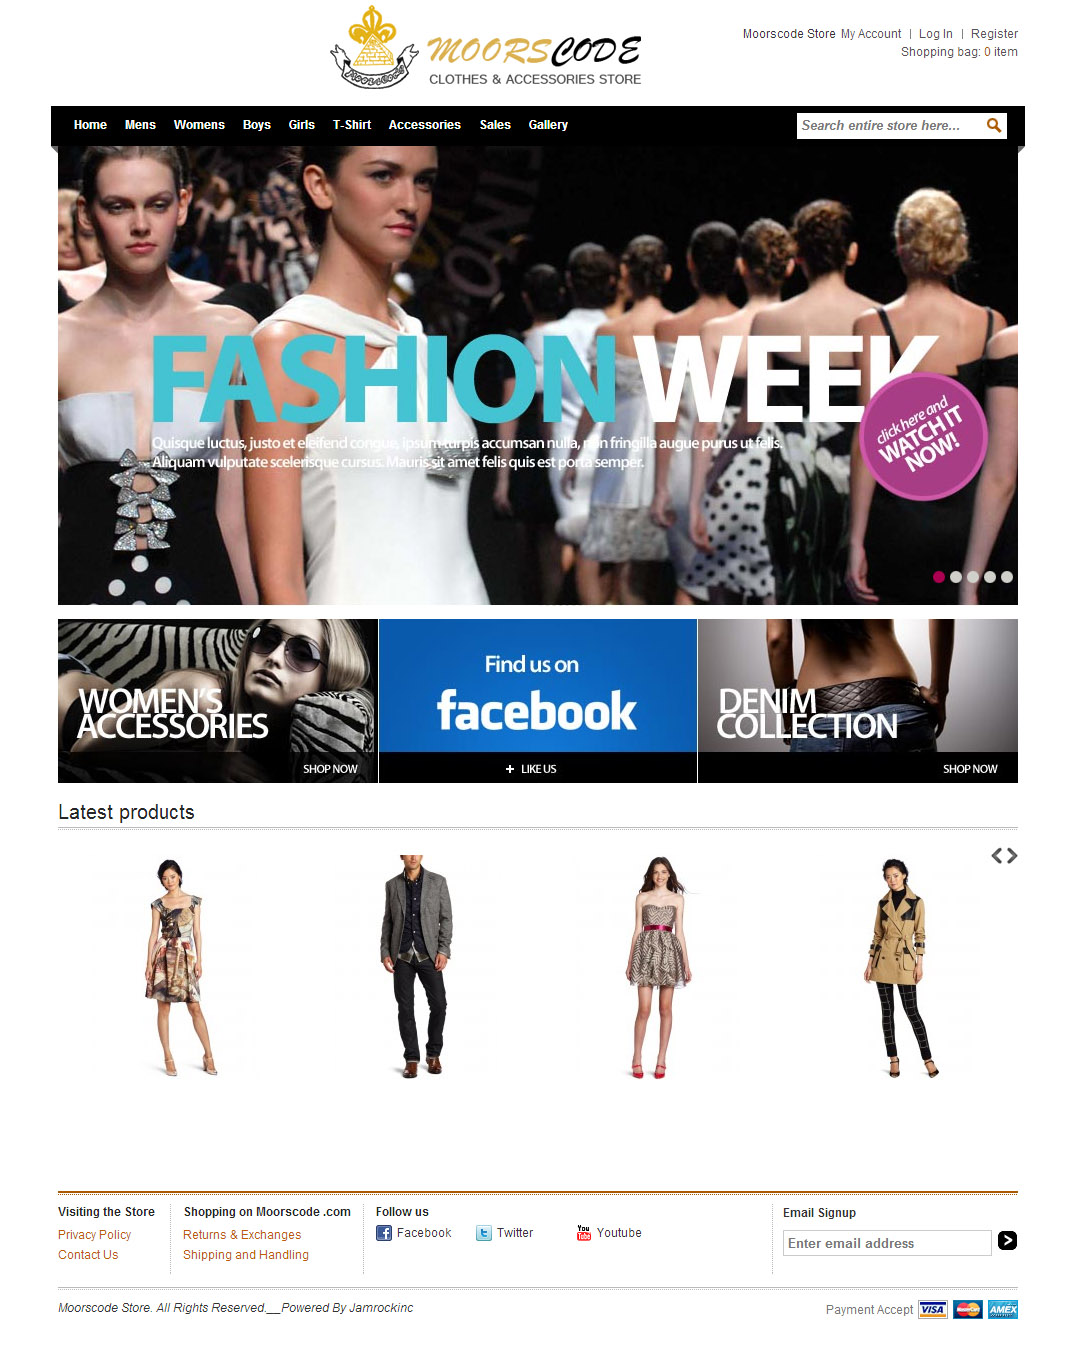 MOORSCODE
CLOTHES & ACCESSORIES STORE
Moorscode Store My Account | Log In | Register
Shopping bag: 0 item
Home Mens Womens Boys Girls T-Shirt Accessories Sales Gallery
Search entire store here...
FASHION WEEK
Quisque luctus, justo et eleifend congue, ipsum turpis accumsan nulla, non fringilla augue purus ut felis.
Aliquam vulputate scelerisque cursus. Mauris sit amet felis quis est porta semper.
click here and
WATCH IT
NOW!
WOMEN'S
ACCESSORIES
SHOP NOW
Find us on
facebook
+ LIKE US
DENIM
COLLECTION
SHOP NOW
Latest products
Visiting the Store
Privacy Policy
Contact Us
Shopping on Moorscode .com
Returns & Exchanges
Shipping and Handling
Follow us
Facebook
Twitter
You
Tube
Youtube
Email Signup
Enter email address
Moorscode Store. All Rights Reserved.__Powered By Jamrockinc
Payment Accept VISA MasterCard AMEX